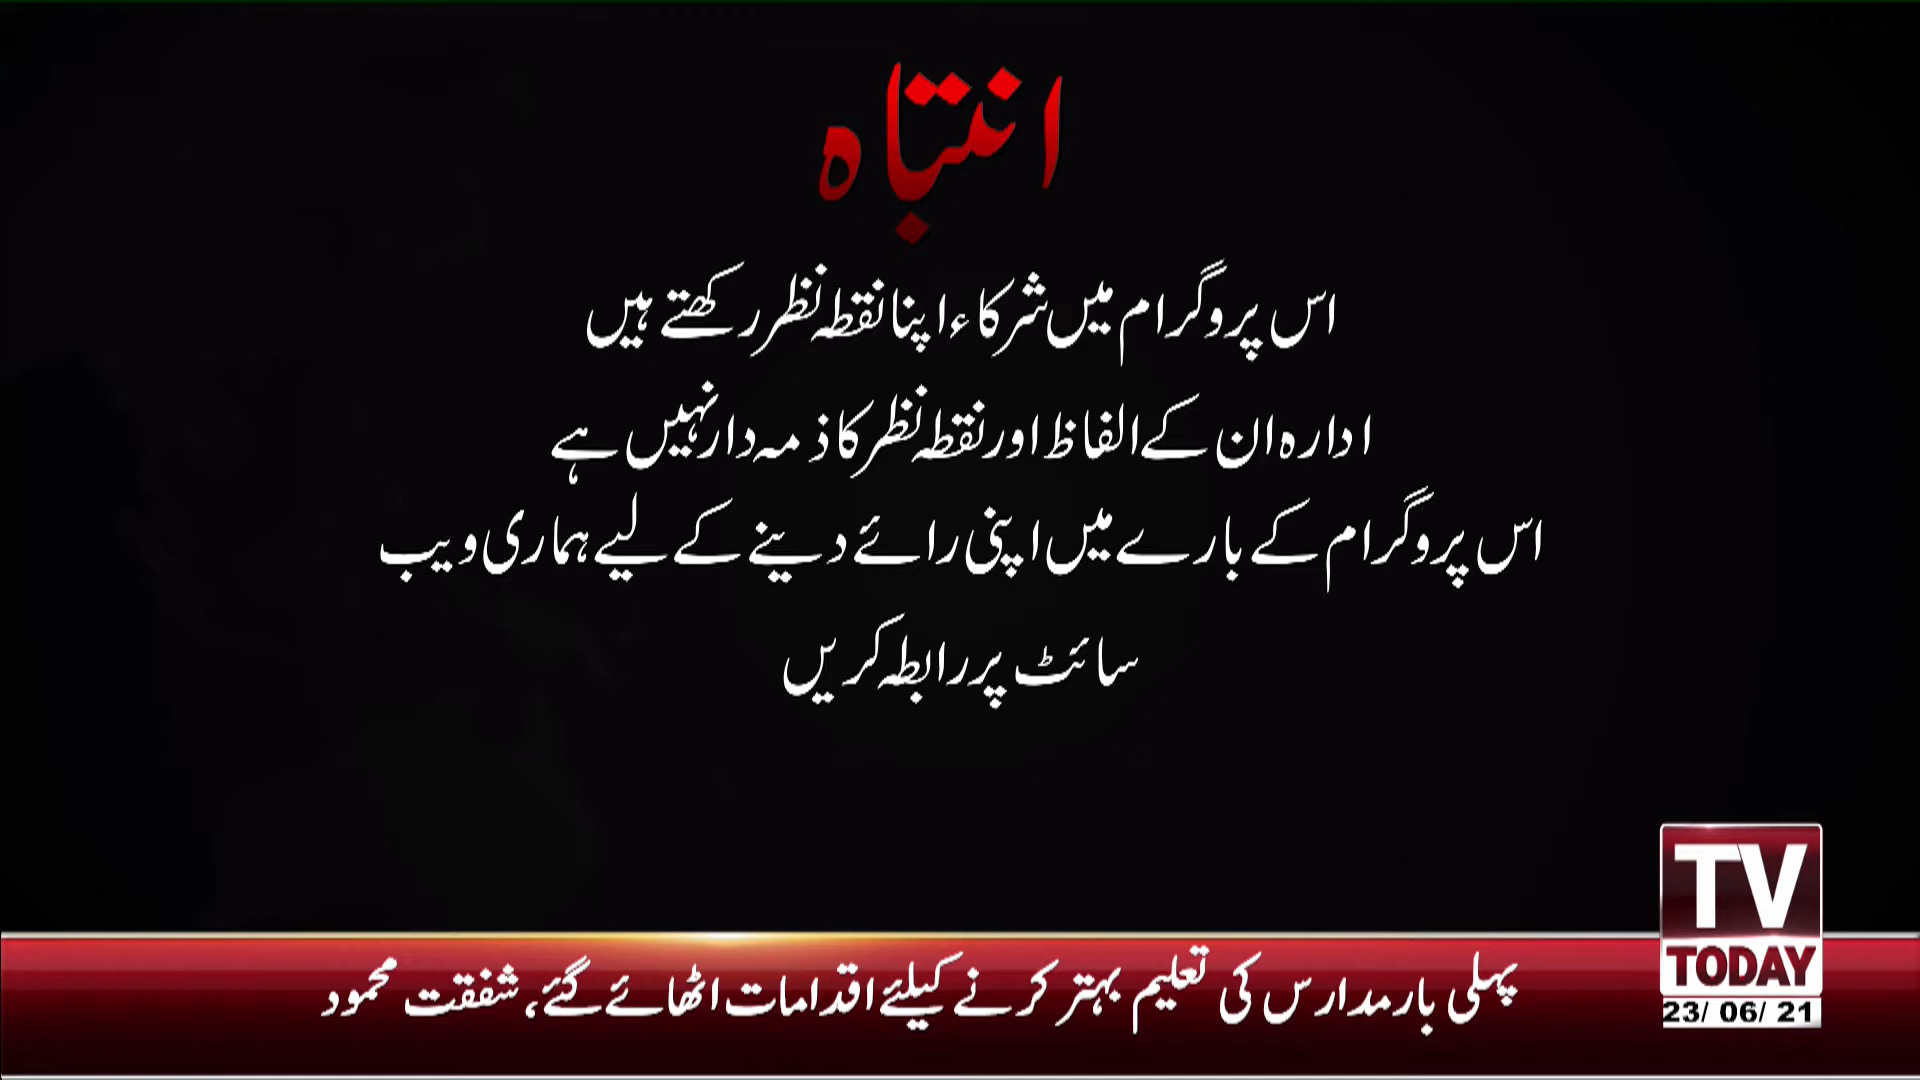 انتباہ
اس پروگرام میں شرکاء اپنا نقطہ نظر رکھتے ہیں
ادارہ ان کے الفاظ اور نقطہ نظر کا ذمہ دار نہیں ہے
اس پروگرام کے بارے میں اپنی رائے دینے کے لیے ہماری ویب
سائٹ پر رابطہ کریں
TV
TODAY
23/ 06/ 21
پہلی بار مدارس کی تعلیم بہتر کرنے کیلئے اقدامات اٹھائے گئے، شفقت محمود